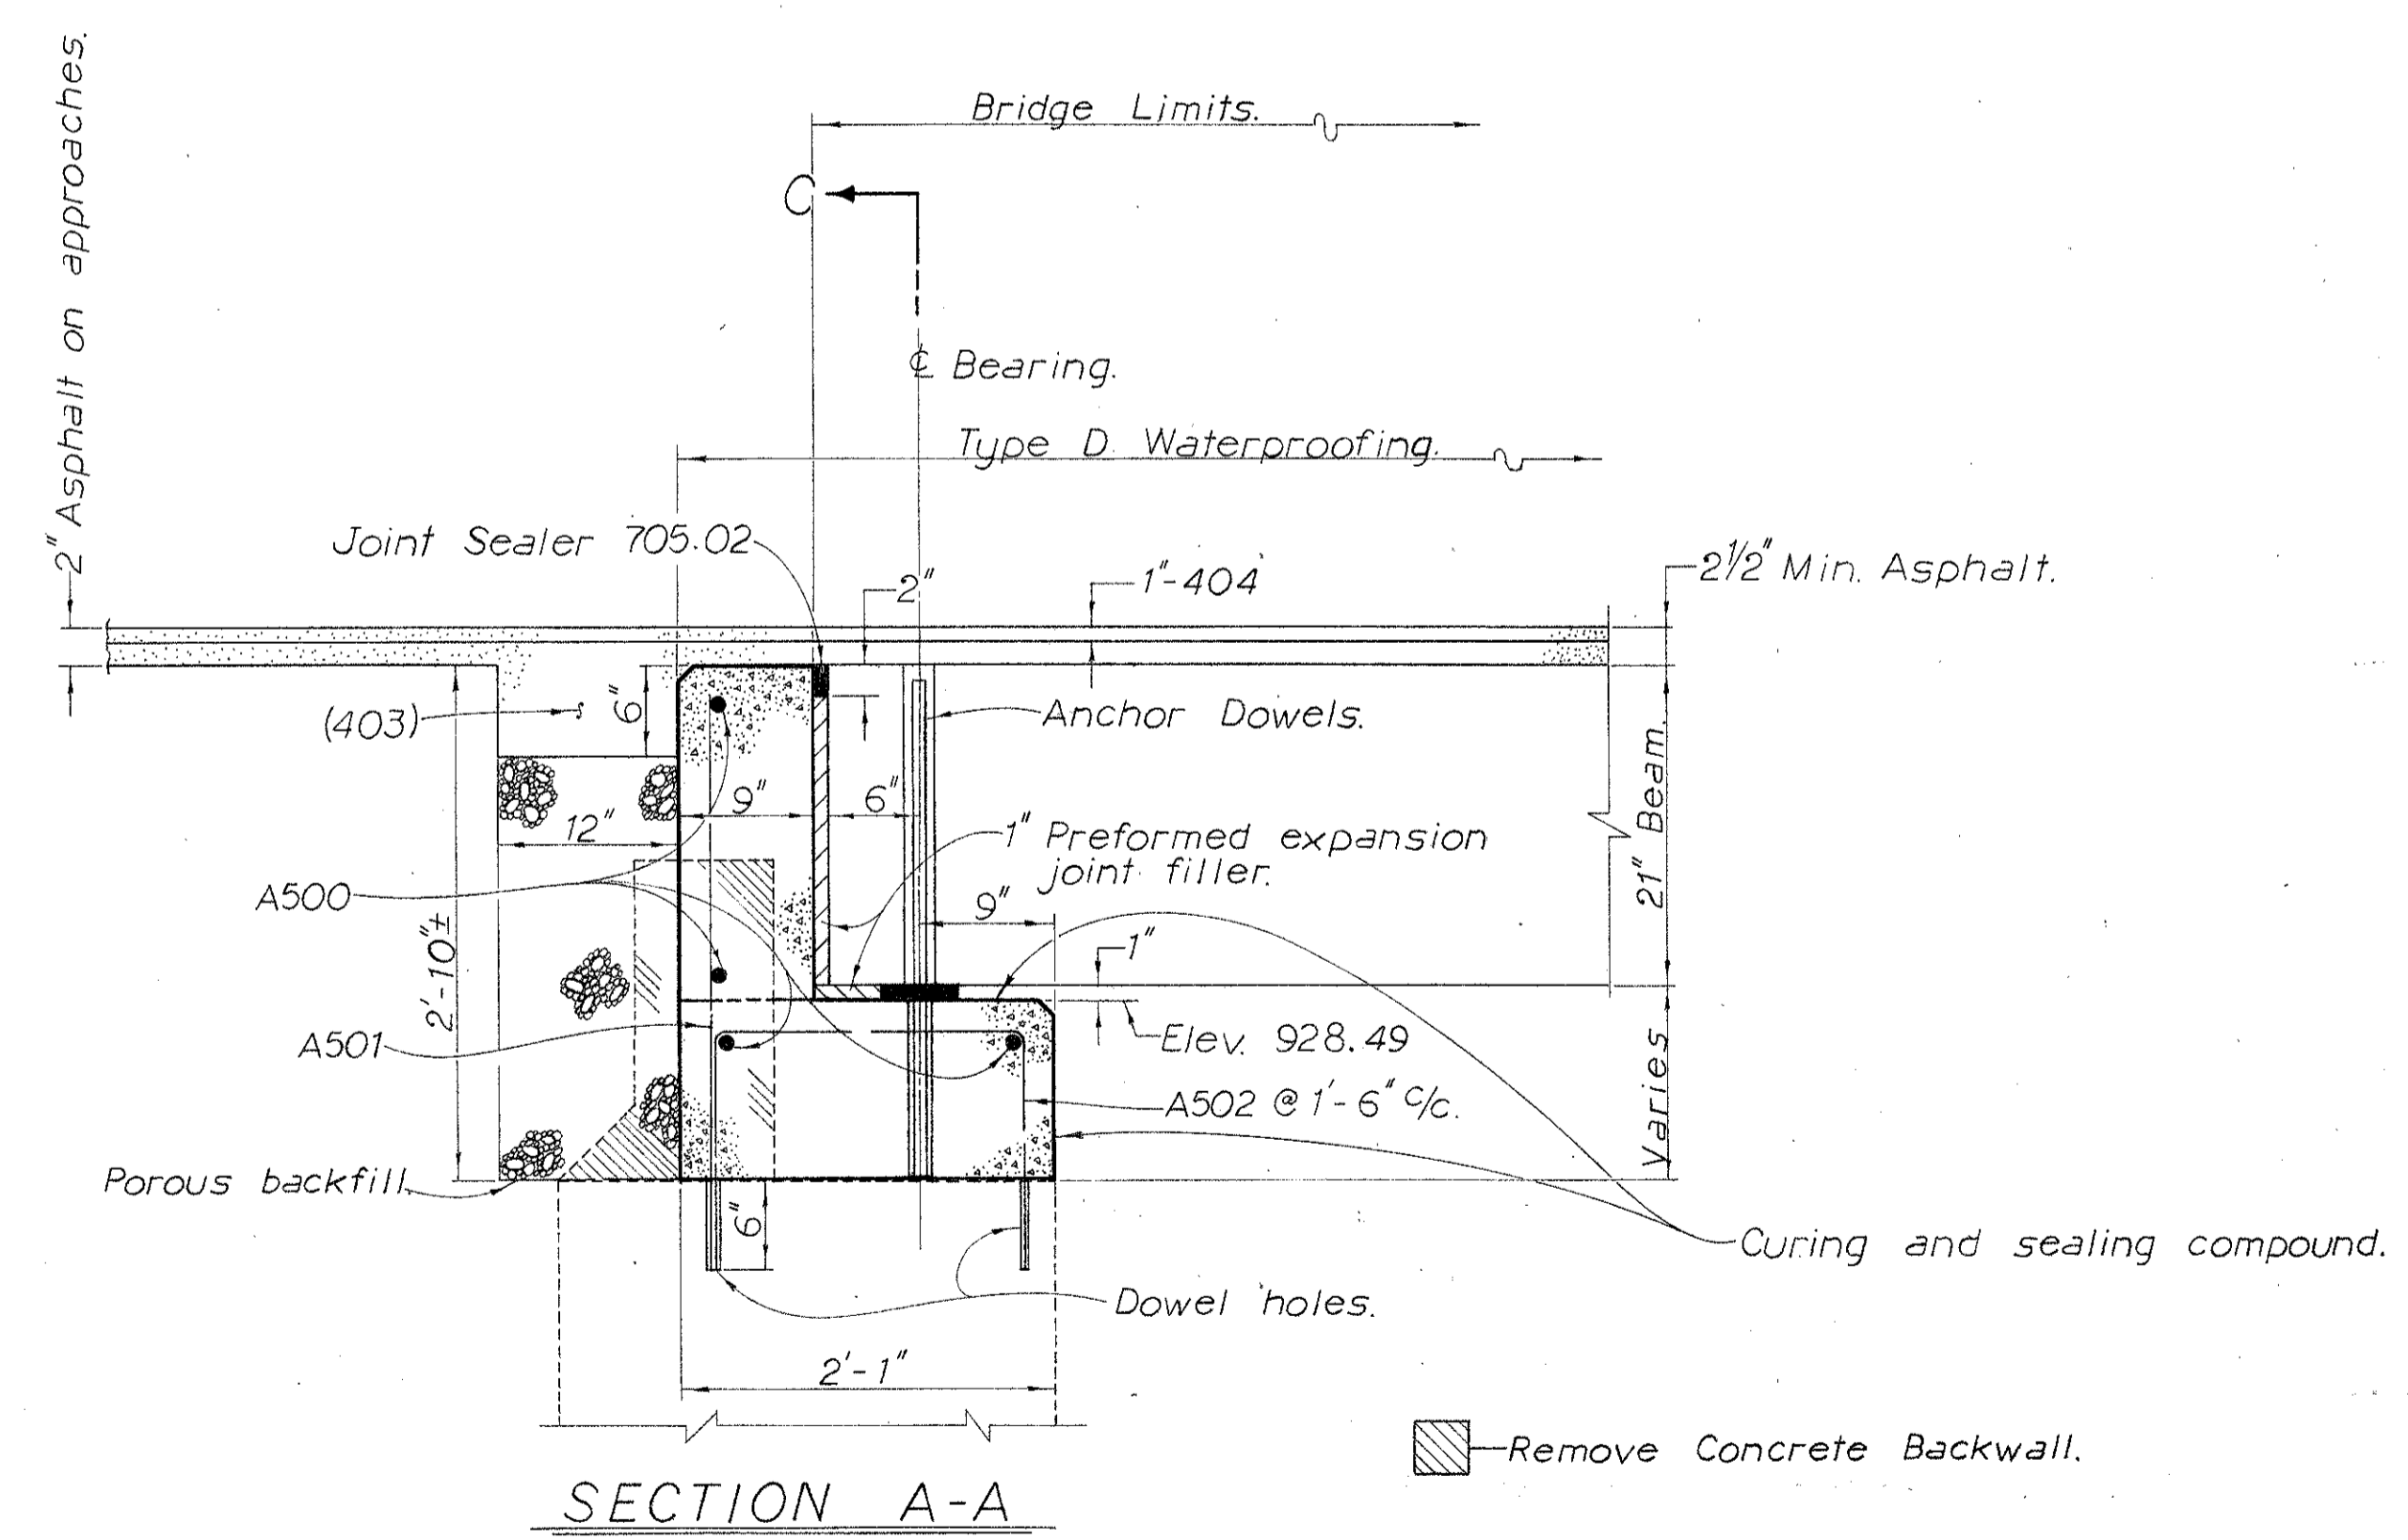 2" Asphalt on approaches.
Bridge Limits.
C
℄ Bearing.
Type D Waterproofing.
Joint Sealer 705.02
2"
1"-404
2½" Min. Asphalt.
(403)
6"
Anchor Dowels.
9"
6"
12"
21" Beam.
1" Preformed expansion
joint filler.
A500
9"
2'-10"±
1"
A501
Elev. 928.49
A502 @ 1'-6" c/c.
Varies
Porous backfill.
6"
Curing and sealing compound.
Dowel holes.
2'-1"
Remove Concrete Backwall.
SECTION A-A